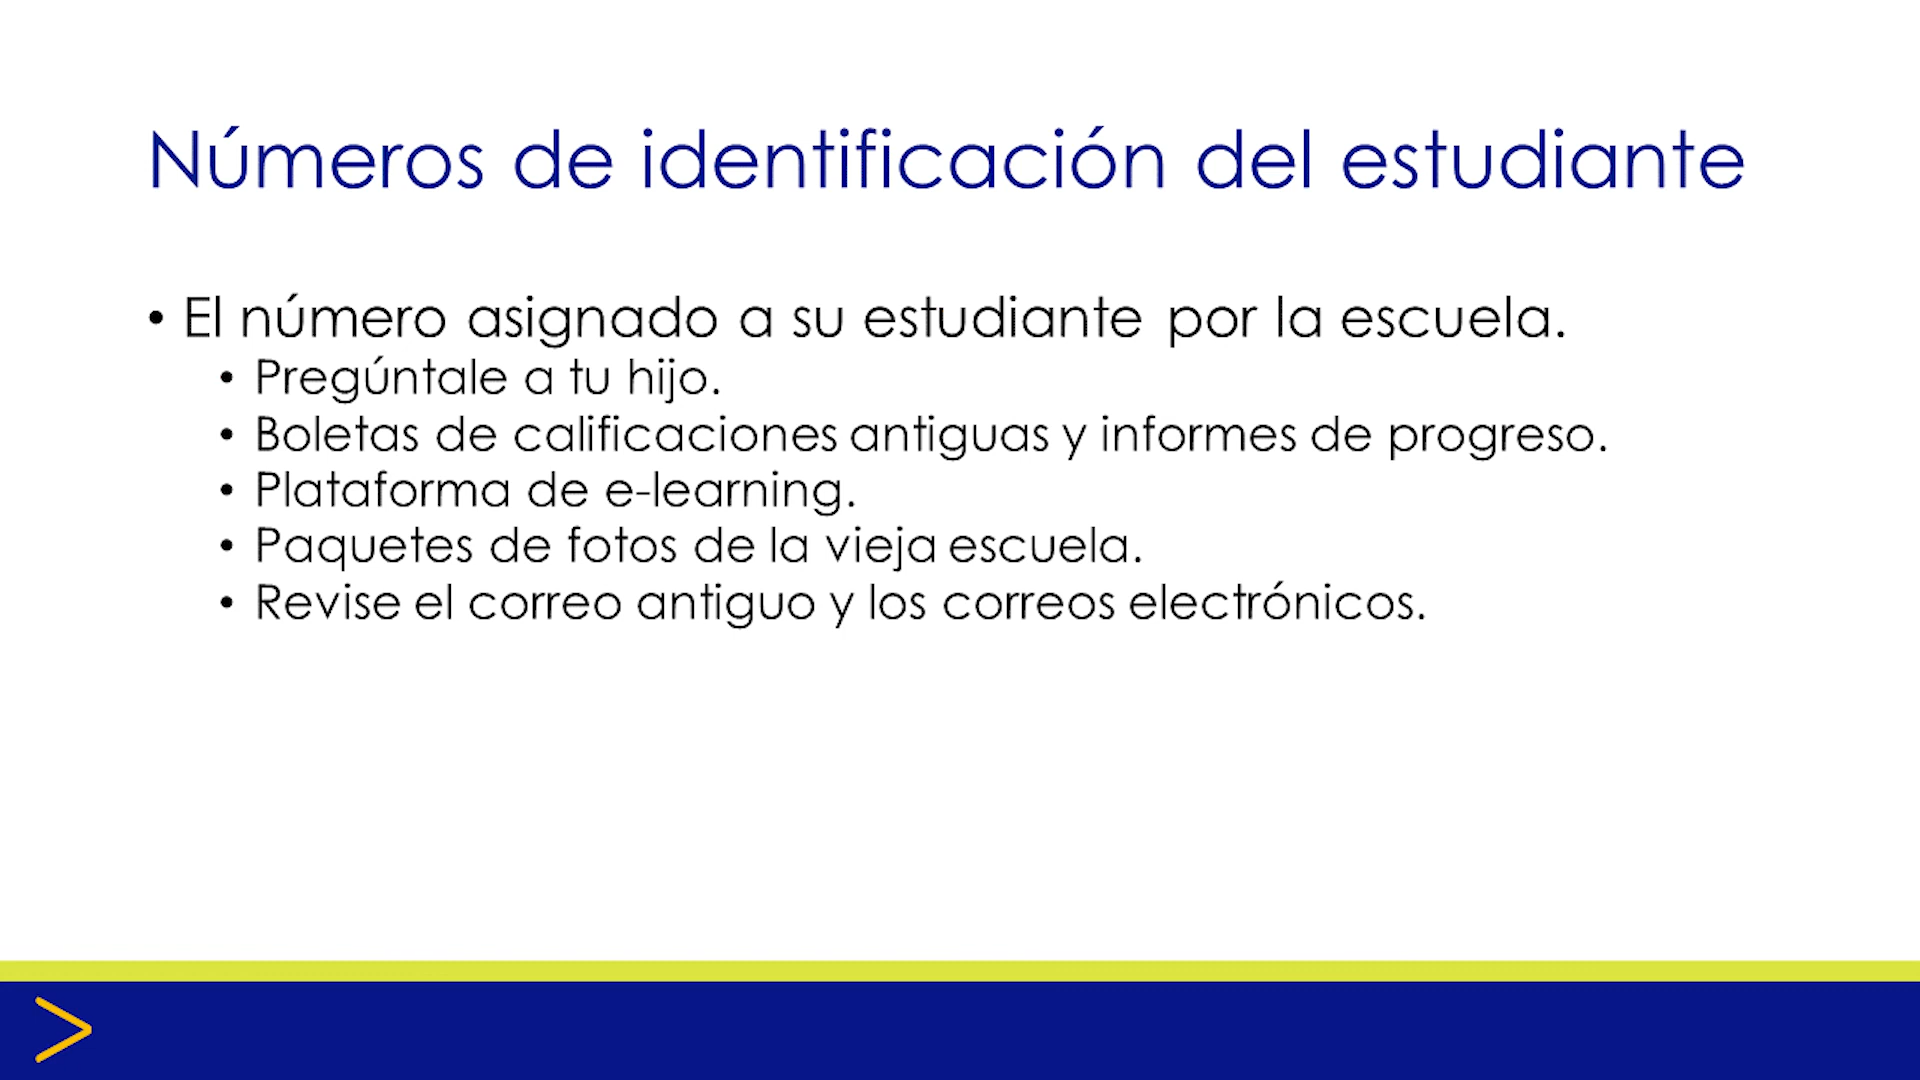 Números de identificación del estudiante
• El número asignado a su estudiante por la escuela.
• Pregúntale a tu hijo.
• Boletas de calificaciones antiguas y informes de progreso.
• Plataforma de e-learning.
• Paquetes de fotos de la vieja escuela.
• Revise el correo antiguo y los correos electrónicos.